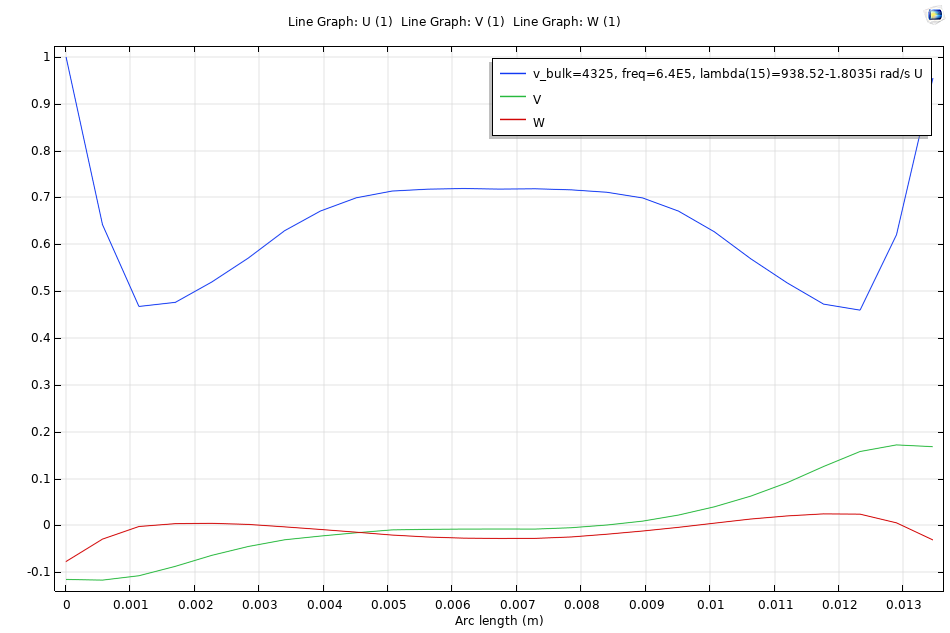 Line Graph: U (1)  Line Graph: V (1)  Line Graph: W (1)
v_bulk=4325, freq=6.4E5, lambda(15)=938.52-1.8035i rad/s U
V
W
1
0.9
0.8
0.7
0.6
0.5
0.4
0.3
0.2
0.1
0
-0.1
0 0.001 0.002 0.003 0.004 0.005 0.006 0.007 0.008 0.009 0.01 0.011 0.012 0.013
Arc length (m)